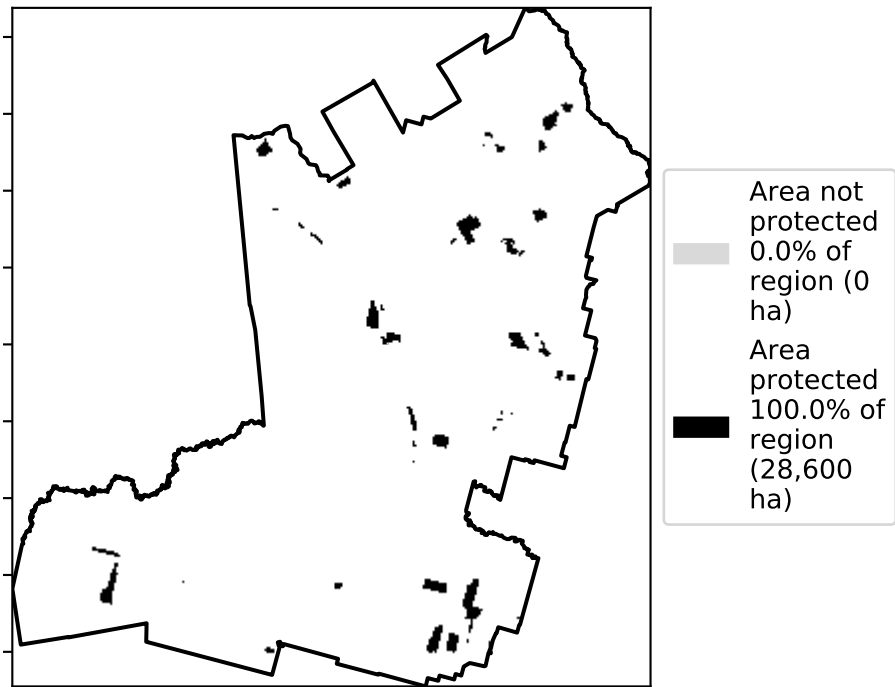 Area not
protected
0.0% of
region (0
ha)
Area
protected
100.0% of
region
(28,600
ha)